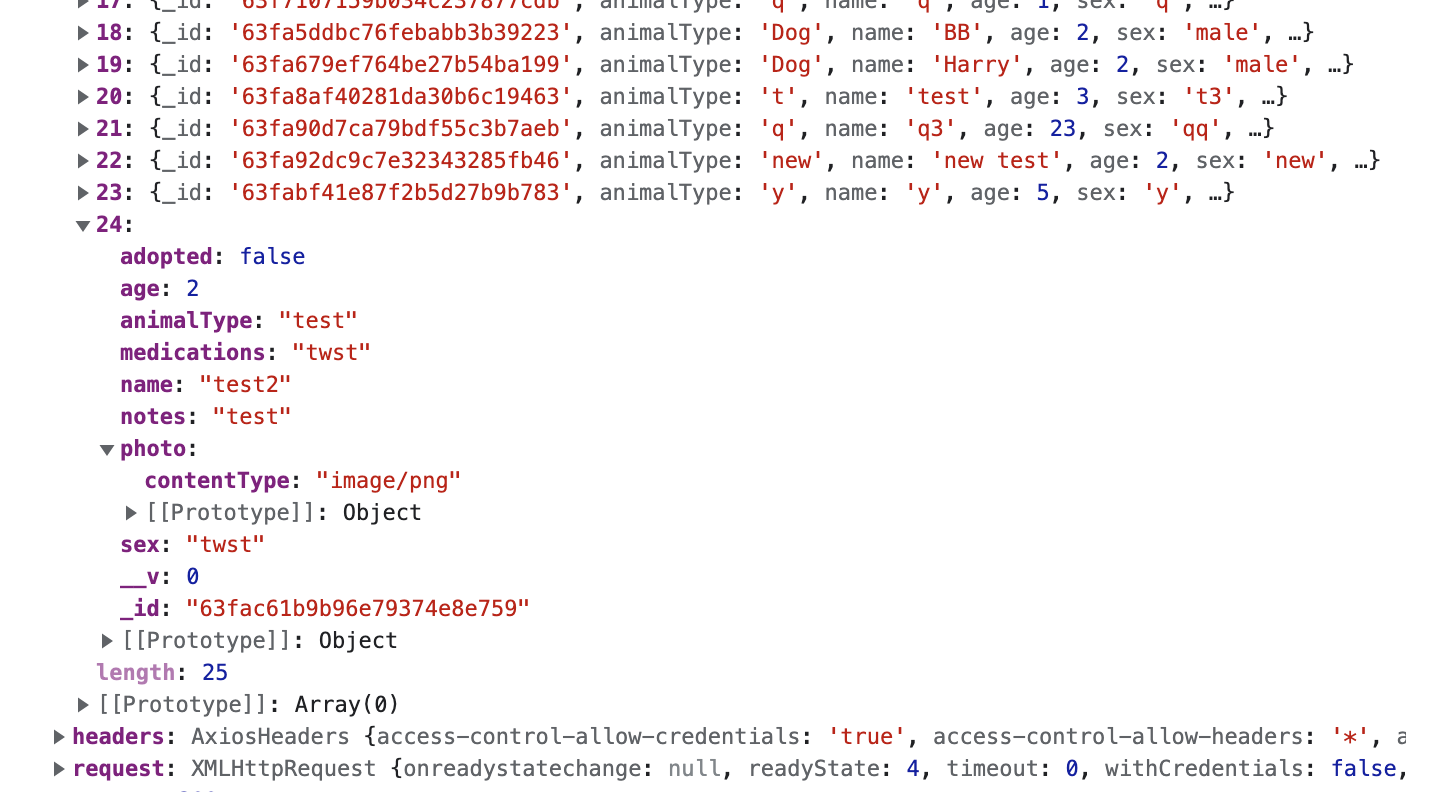 17: {_id: '63f7107159b034c237877cdb', animalType: 'q', name: 'q', age: 1, sex: 'q', …}
18: {_id: '63fa5ddbc76febabb3b39223', animalType: 'Dog', name: 'BB', age: 2, sex: 'male', …}
19: {_id: '63fa679ef764be27b54ba199', animalType: 'Dog', name: 'Harry', age: 2, sex: 'male', …}
20: {_id: '63fa8af40281da30b6c19463', animalType: 't', name: 'test', age: 3, sex: 't3', …}
21: {_id: '63fa90d7ca79bdf55c3b7aeb', animalType: 'q', name: 'q3', age: 23, sex: 'qq', …}
22: {_id: '63fa92dc9c7e32343285fb46', animalType: 'new', name: 'new test', age: 2, sex: 'new', …}
23: {_id: '63fabf41e87f2b5d27b9b783', animalType: 'y', name: 'y', age: 5, sex: 'y', …}
24:
adopted: false
age: 2
animalType: "test"
medications: "twst"
name: "test2"
notes: "test"
photo:
contentType: "image/png"
[[Prototype]]: Object
sex: "twst"
__v: 0
_id: "63fac61b9b96e79374e8e759"
[[Prototype]]: Object
length: 25
[[Prototype]]: Array(0)
headers: AxiosHeaders {access-control-allow-credentials: 'true', access-control-allow-headers: '*', a
request: XMLHttpRequest {onreadystatechange: null, readyState: 4, timeout: 0, withCredentials: false,